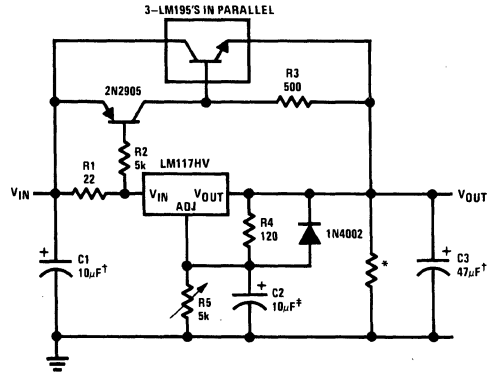 3–LM195'S IN PARALLEL
2N2905
R3
500
R1
22
R2
5k
LM117HV
VIN
VIN
VOUT
ADJ
VOUT
R4
120
1N4002
+
C1
10µF†
R5
5k
+
C2
10µF‡
*
+
C3
47µF†